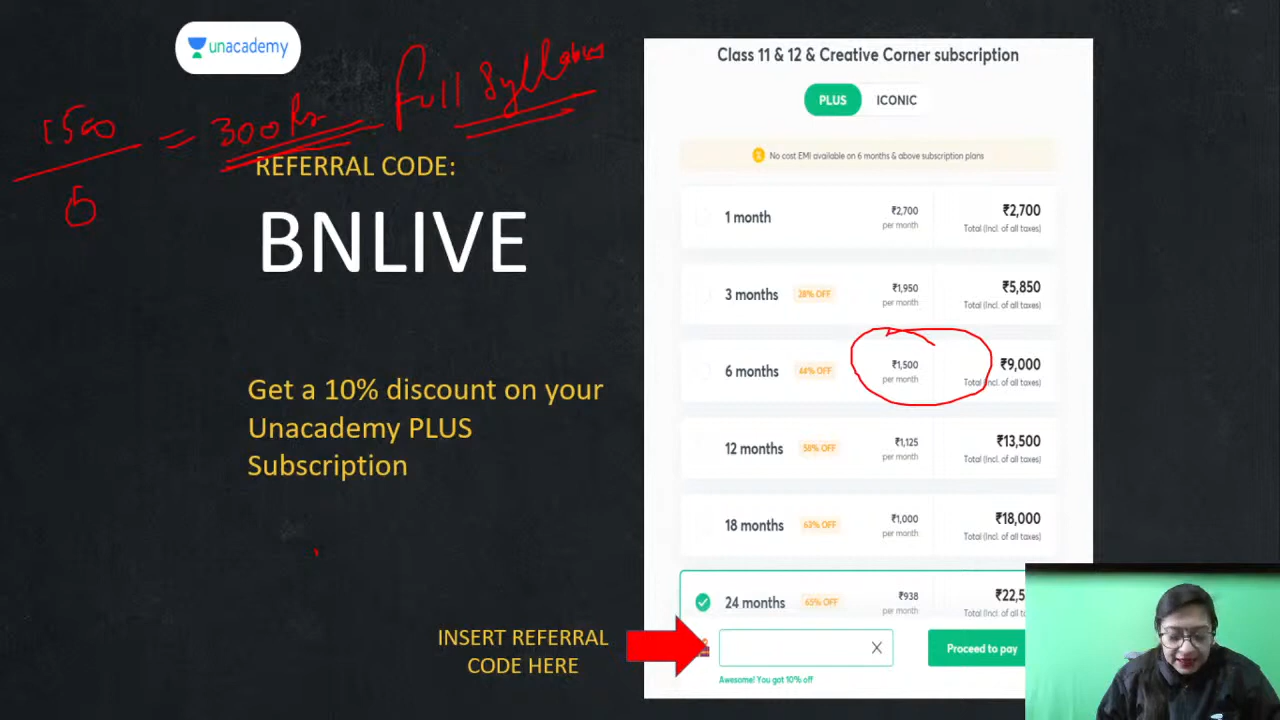 unacademy
1500
= 300 Rs
Full Syllabus
5
REFERRAL CODE:
BNLIVE
Get a 10% discount on your
Unacademy PLUS
Subscription
INSERT REFERRAL
CODE HERE
Class 11 & 12 & Creative Corner subscription
PLUS ICONIC
No cost EMI available on 6 months & above subscription plans
1 month ₹2,700 ₹2,700
per month Total (Incl. of all taxes)
3 months 28% OFF ₹1,950 ₹5,850
per month Total (Incl. of all taxes)
6 months 44% OFF ₹1,500 ₹9,000
per month Total (Incl. of all taxes)
12 months 58% OFF ₹1,125 ₹13,500
per month Total (Incl. of all taxes)
18 months 63% OFF ₹1,000 ₹18,000
per month Total (Incl. of all taxes)
24 months 65% OFF ₹938 ₹22,5
per month Total (Incl. of all
Proceed to pay
Awesome! You got 10% off